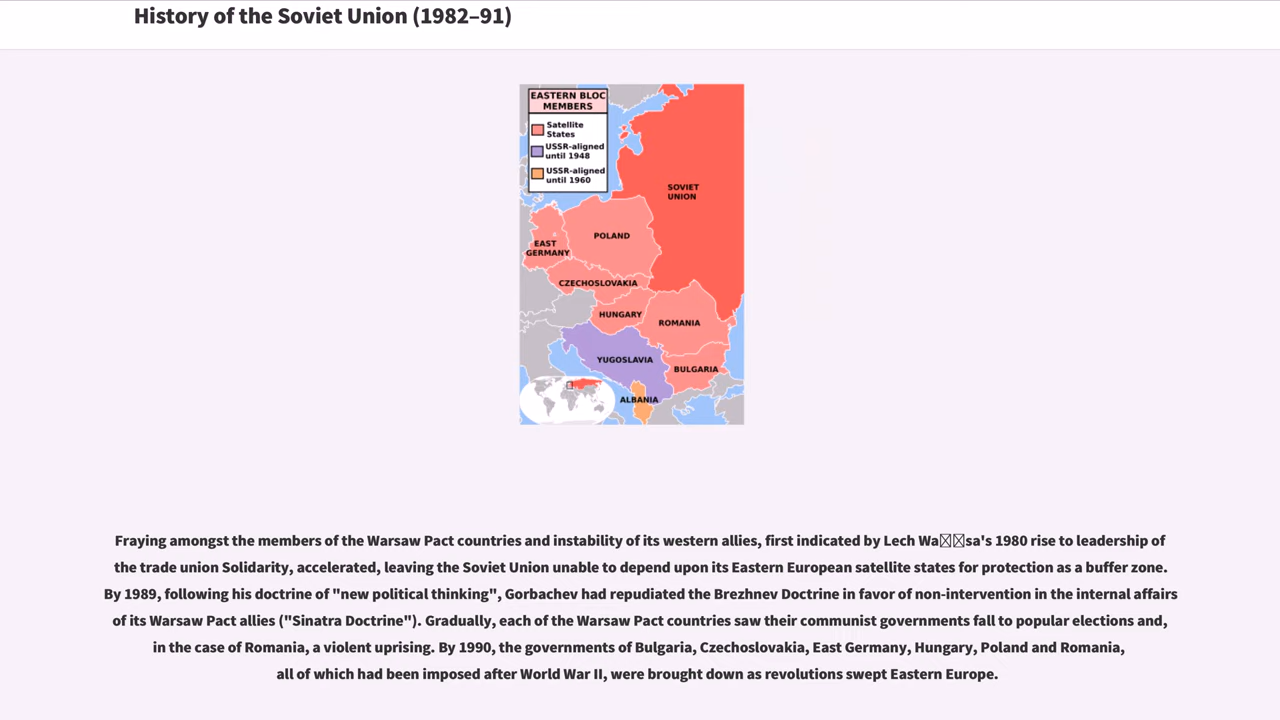 History of the Soviet Union (1982–91)
EASTERN BLOC
MEMBERS
Satellite
States
USSR-aligned
until 1948
USSR-aligned
until 1960
SOVIET
UNION
POLAND
EAST
GERMANY
CZECHOSLOVAKIA
HUNGARY
ROMANIA
YUGOSLAVIA
BULGARIA
ALBANIA
Fraying amongst the members of the Warsaw Pact countries and instability of its western allies, first indicated by Lech Wa􏿿􏿿sa's 1980 rise to leadership of
the trade union Solidarity, accelerated, leaving the Soviet Union unable to depend upon its Eastern European satellite states for protection as a buffer zone.
By 1989, following his doctrine of "new political thinking", Gorbachev had repudiated the Brezhnev Doctrine in favor of non-intervention in the internal affairs
of its Warsaw Pact allies ("Sinatra Doctrine"). Gradually, each of the Warsaw Pact countries saw their communist governments fall to popular elections and,
in the case of Romania, a violent uprising. By 1990, the governments of Bulgaria, Czechoslovakia, East Germany, Hungary, Poland and Romania,
all of which had been imposed after World War II, were brought down as revolutions swept Eastern Europe.